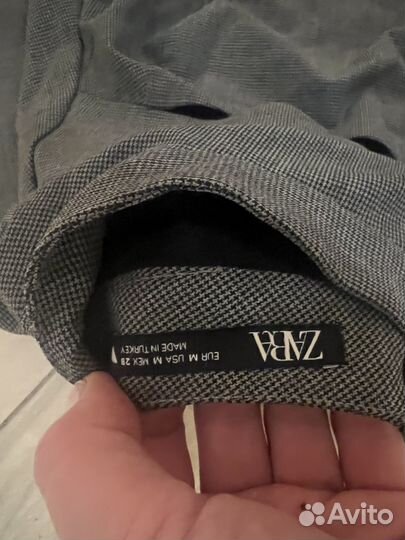 ZARA
EUR M USA M MEX 28
MADE IN TURKEY
Avito